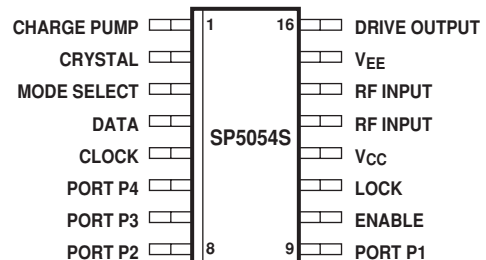 CHARGE PUMP 1 16 DRIVE OUTPUT
CRYSTAL VEE
MODE SELECT RF INPUT
DATA RF INPUT
SP5054S
CLOCK VCC
PORT P4 LOCK
PORT P3 ENABLE
PORT P2 8 9 PORT P1